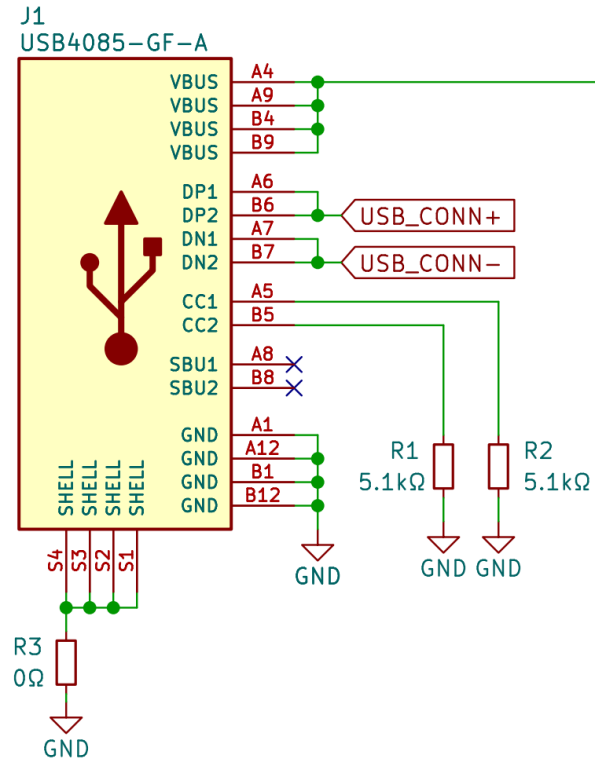 J1
USB4085-GF-A
VBUS A4
VBUS A9
VBUS B4
VBUS B9
DP1 A6
DP2 B6 USB_CONN+
DN1 A7
DN2 B7 USB_CONN-
CC1 A5
CC2 B5
SBU1 A8
SBU2 B8
GND A1
GND A12
GND B1
GND B12
SHELL SHELL SHELL SHELL
S4 S3 S2 S1
R1
5.1kΩ
R2
5.1kΩ
GND
GND
GND
R3
0Ω
GND